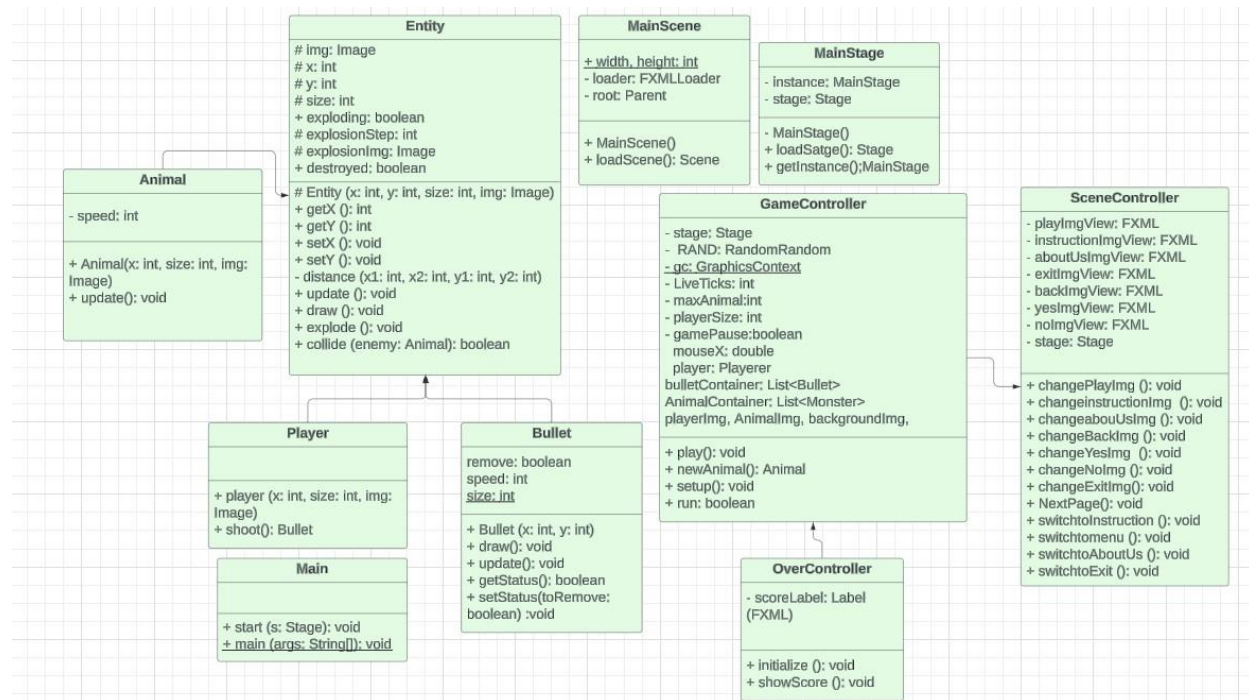 Entity
# img: Image
# x: int
# y: int
# size: int
+ exploding: boolean
# explosionStep: int
# explosionImg: Image
+ destroyed: boolean
# Entity (x: int, y: int, size: int, img: Image)
+ getX (): int
+ getY (): int
+ setX (): void
+ setY (): void
- distance (x1: int, x2: int, y1: int, y2: int)
+ update (): void
+ draw (): void
+ explode (): void
+ collide (enemy: Animal): boolean
MainScene
+ width, height: int
- loader: FXMLLoader
- root: Parent
+ MainScene()
+ loadScene(): Scene
MainStage
- instance: MainStage
- stage: Stage
- MainStage()
+ loadSatge(): Stage
+ getInstance();MainStage
Animal
- speed: int
+ Animal(x: int, size: int, img:
Image)
+ update(): void
GameController
- stage: Stage
- RAND: RandomRandom
- gc: GraphicsContext
- LiveTicks: int
- maxAnimal:int
- playerSize: int
- gamePause:boolean
mouseX: double
player: Playerer
bulletContainer: List<Bullet>
AnimalContainer: List<Monster>
playerImg, AnimalImg, backgroundImg,
+ play(): void
+ newAnimal(): Animal
+ setup(): void
+ run: boolean
SceneController
- playImgView: FXML
- instructionImgView: FXML
- aboutUsImgView: FXML
- exitImgView: FXML
- backImgView: FXML
- yesImgView: FXML
- noImgView: FXML
- stage: Stage
+ changePlayImg (): void
+ changeinstructionImg (): void
+ changeabouUsImg (): void
+ changeBackImg (): void
+ changeYesImg (): void
+ changeNoImg (): void
+ changeExitImg(): void
+ NextPage(): void
+ switchtoInstruction (): void
+ switchtomenu (): void
+ switchtoAboutUs (): void
+ switchtoExit (): void
Player
+ player (x: int, size: int, img:
Image)
+ shoot(): Bullet
Bullet
remove: boolean
speed: int
size: int
+ Bullet (x: int, y: int)
+ draw(): void
+ update(): void
+ getStatus(): boolean
+ setStatus(toRemove:
boolean) :void
Main
+ start (s: Stage): void
+ main (args: String[]): void
OverController
- scoreLabel: Label
(FXML)
+ initialize (): void
+ showScore (): void